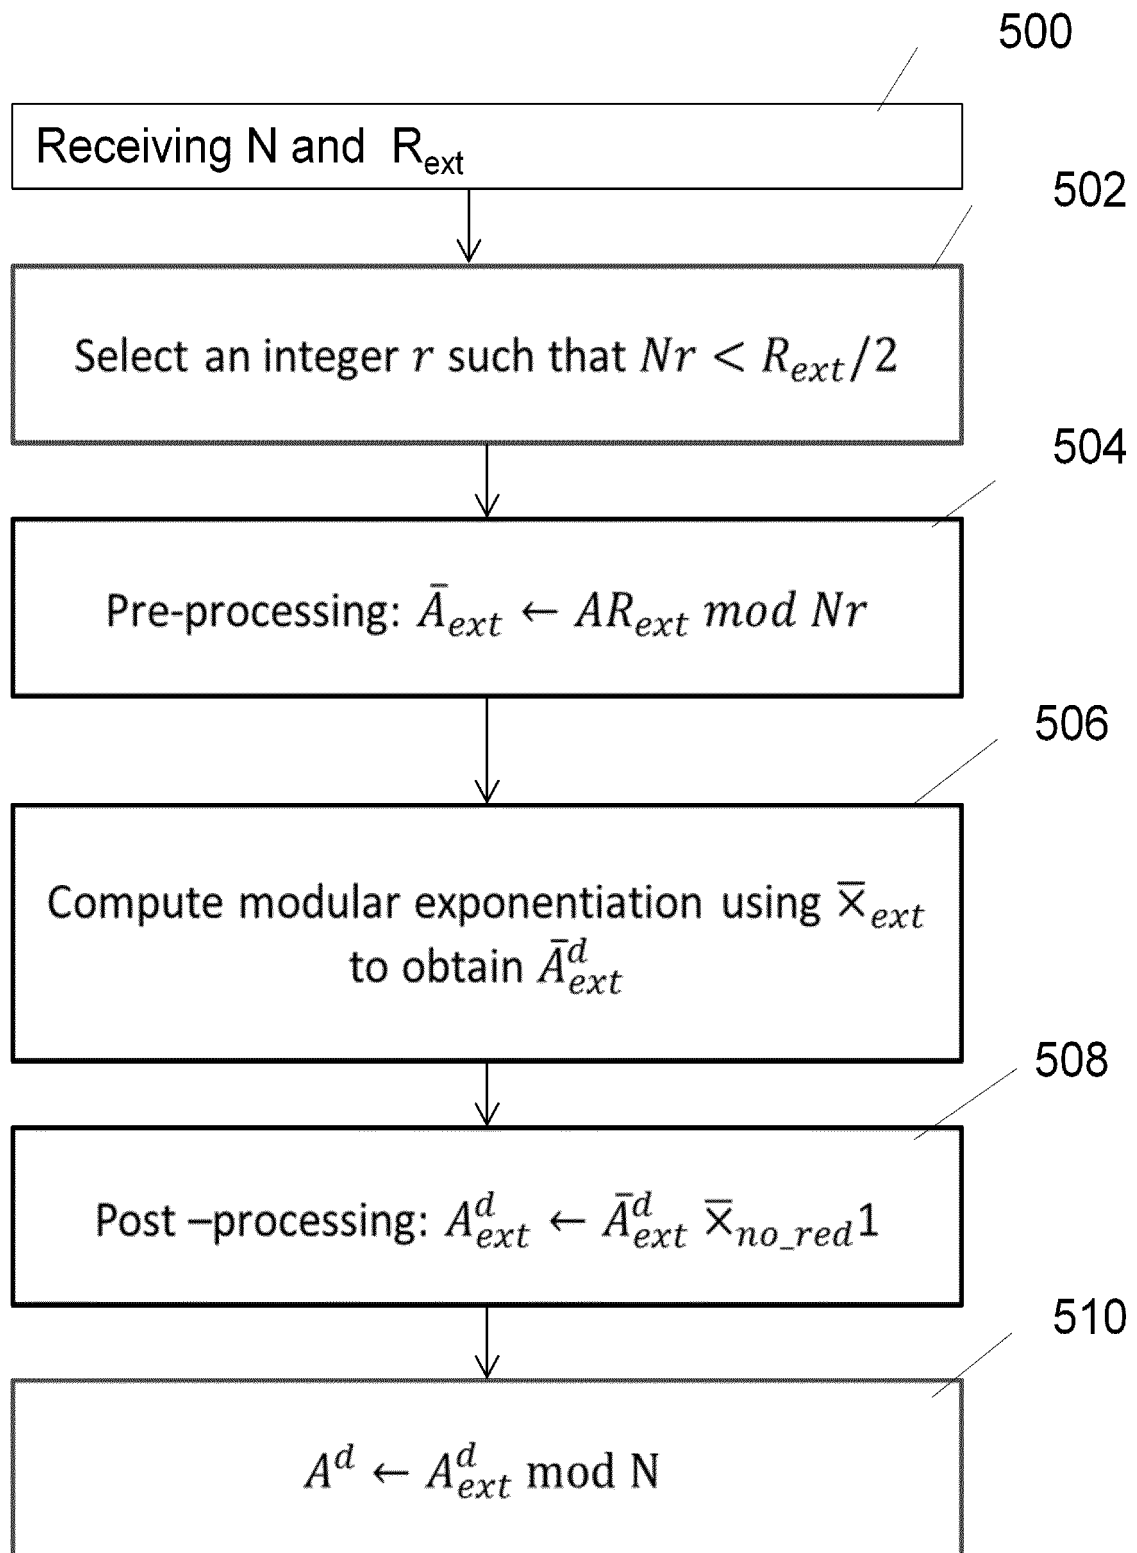 500
Receiving N and R_ext
502
Select an integer r such that Nr < R_ext/2
504
Pre-processing: Ā_ext ← AR_ext mod Nr
506
Compute modular exponentiation using ×̄_ext
to obtain Ā^d_ext
508
Post –processing: A^d_ext ← Ā^d_ext ×̄_no_red 1
510
A^d ← A^d_ext mod N